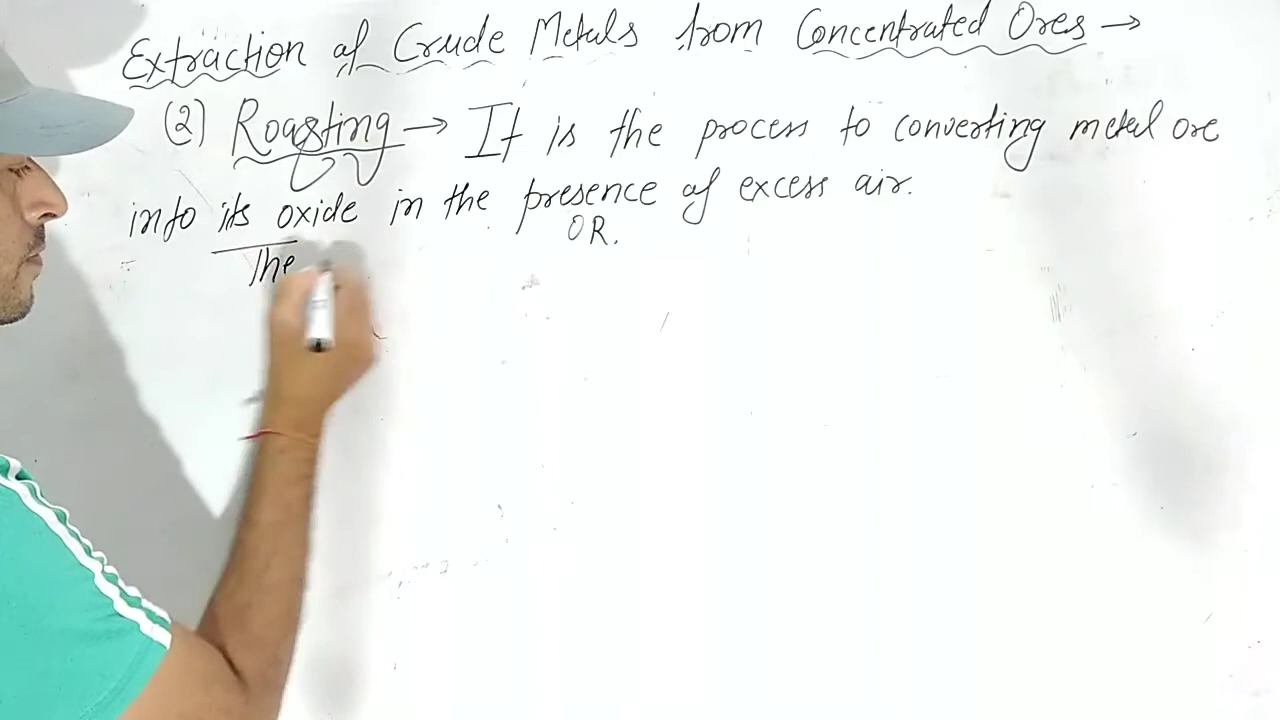 Extraction of Crude Metals from Concentrated Ores →
(2) Roasting → It is the process to converting metal ore
into its oxide in the presence of excess air.
OR.
The